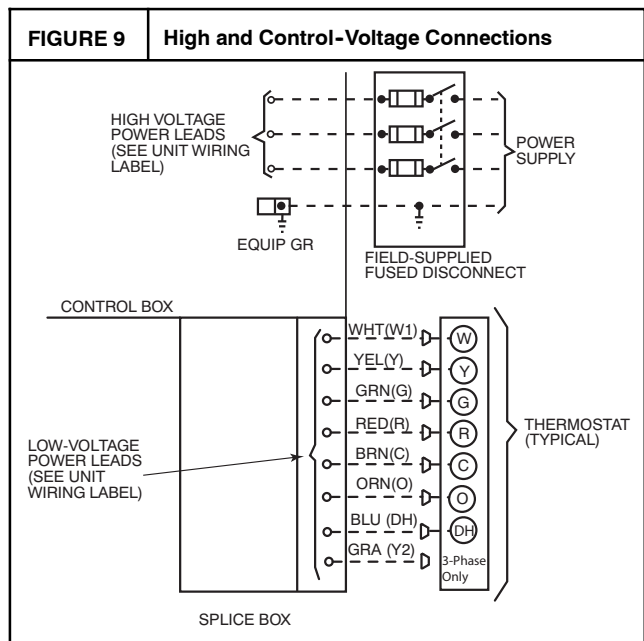 FIGURE 9
High and Control-Voltage Connections
HIGH VOLTAGE
POWER LEADS
(SEE UNIT WIRING
LABEL)
POWER
SUPPLY
EQUIP GR
FIELD-SUPPLIED
FUSED DISCONNECT
CONTROL BOX
WHT(W1)
W
YEL(Y)
Y
GRN(G)
G
RED(R)
R
BRN(C)
C
ORN(O)
O
BLU (DH)
DH
GRA (Y2)
3-Phase
Only
THERMOSTAT
(TYPICAL)
LOW-VOLTAGE
POWER LEADS
(SEE UNIT
WIRING LABEL)
SPLICE BOX